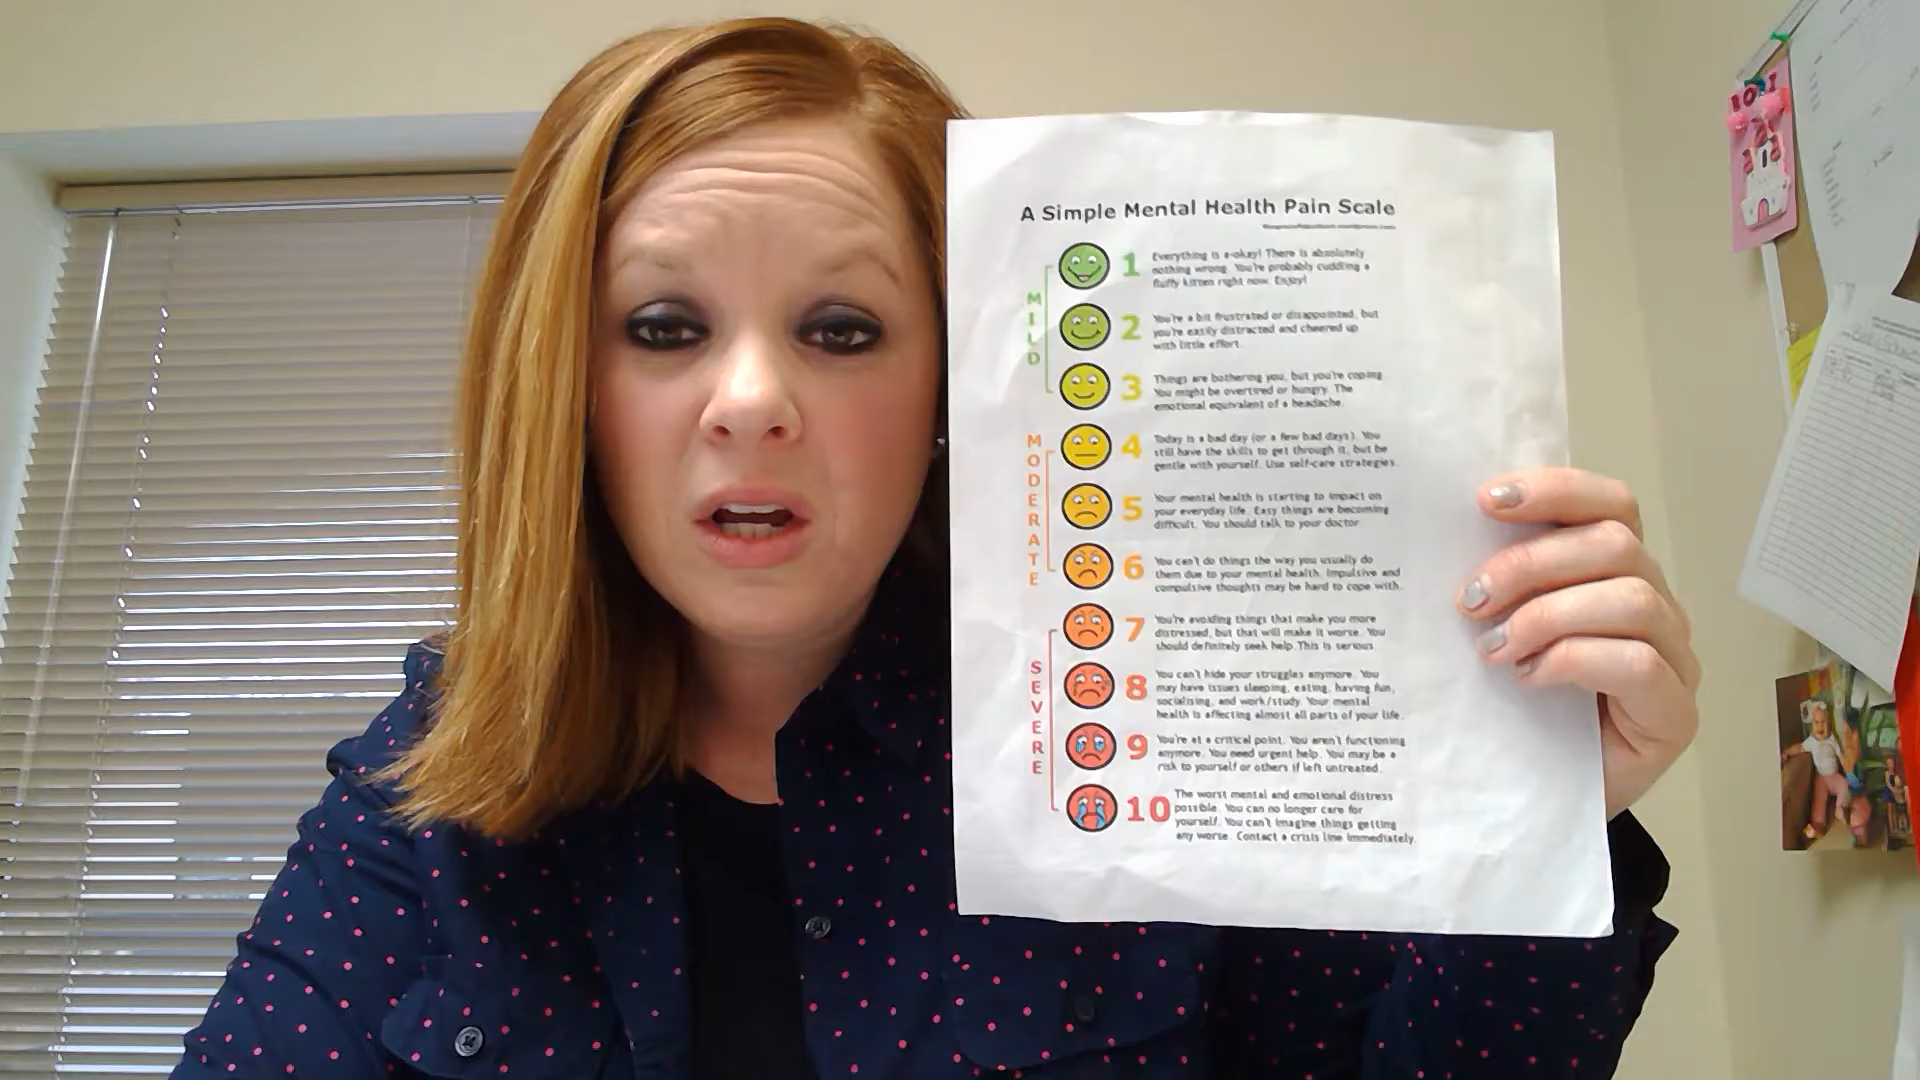 A Simple Mental Health Pain Scale
MILD
1 Everything is a-okay! There is absolutely
nothing wrong. You're probably cuddling a
fluffy kitten right now. Enjoy!
2 You're a bit frustrated or disappointed, but
you're easily distracted and cheered up
with little effort.
3 Things are bothering you, but you're coping.
You might be overtired or hungry. The
emotional equivalent of a headache.
MODERATE
4 Today is a bad day (or a few bad days). You
still have the skills to get through it, but be
gentle with yourself. Use self-care strategies.
5 Your mental health is starting to impact on
your everyday life. Easy things are becoming
difficult. You should talk to your doctor.
6 You can't do things the way you usually do
them due to your mental health. Impulsive and
compulsive thoughts may be hard to cope with.
SEVERE
7 You're avoiding things that make you more
distressed, but that will make it worse. You
should definitely seek help. This is serious.
8 You can't hide your struggles anymore. You
may have issues sleeping, eating, having fun,
socialising, and work/study. Your mental
health is affecting almost all parts of your life.
9 You're at a critical point. You aren't functioning
anymore. You need urgent help. You may be a
risk to yourself or others if left untreated.
10 The worst mental and emotional distress
possible. You can no longer care for
yourself. You can't imagine things getting
any worse. Contact a crisis line immediately.